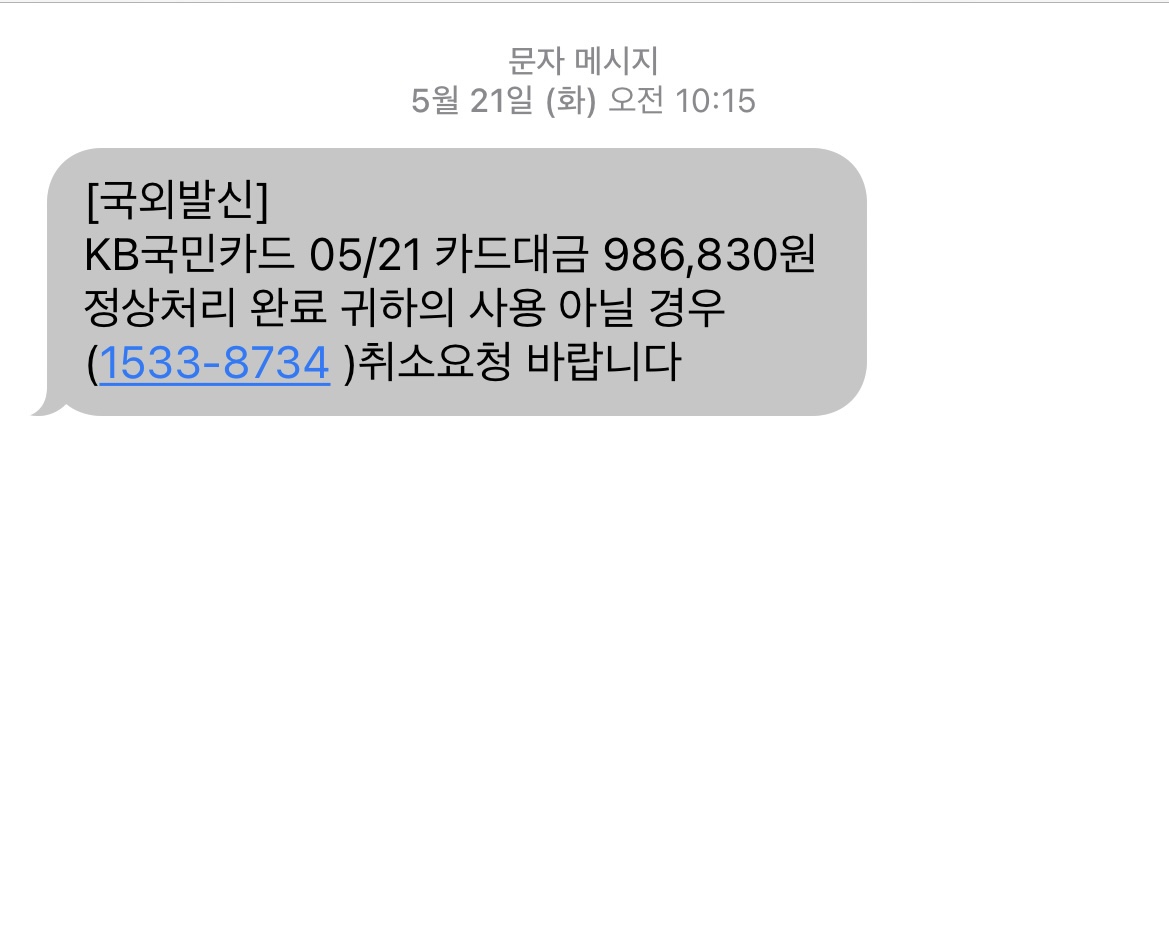 문자 메시지
5월 21일 (화) 오전 10:15
[국외발신]
KB국민카드 05/21 카드대금 986,830원
정상처리 완료 귀하의 사용 아닐 경우
(1533-8734 )취소요청 바랍니다